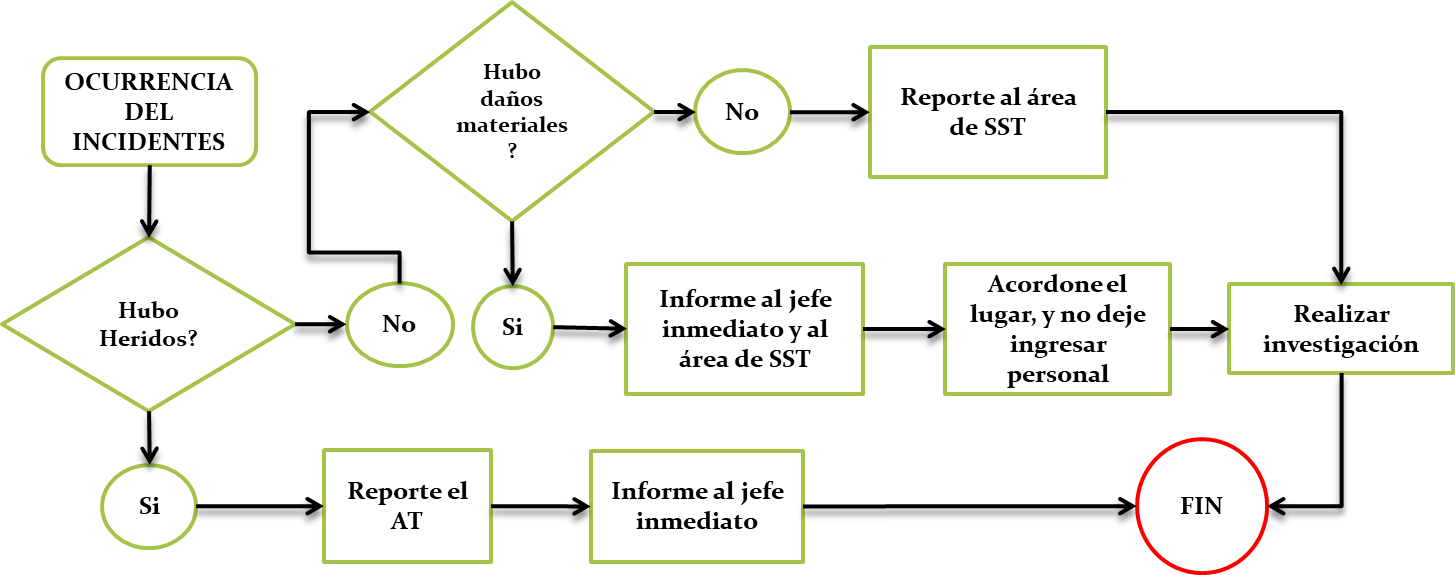 OCURRENCIA
DEL
INCIDENTES
Hubo
Heridos?
No
Hubo
daños
materiales
?
No
Reporte al área
de SST
Si
Informe al jefe
inmediato y al
área de SST
Acordone el
lugar, y no deje
ingresar
personal
Realizar
investigación
Si
Reporte el
AT
Informe al jefe
inmediato
FIN